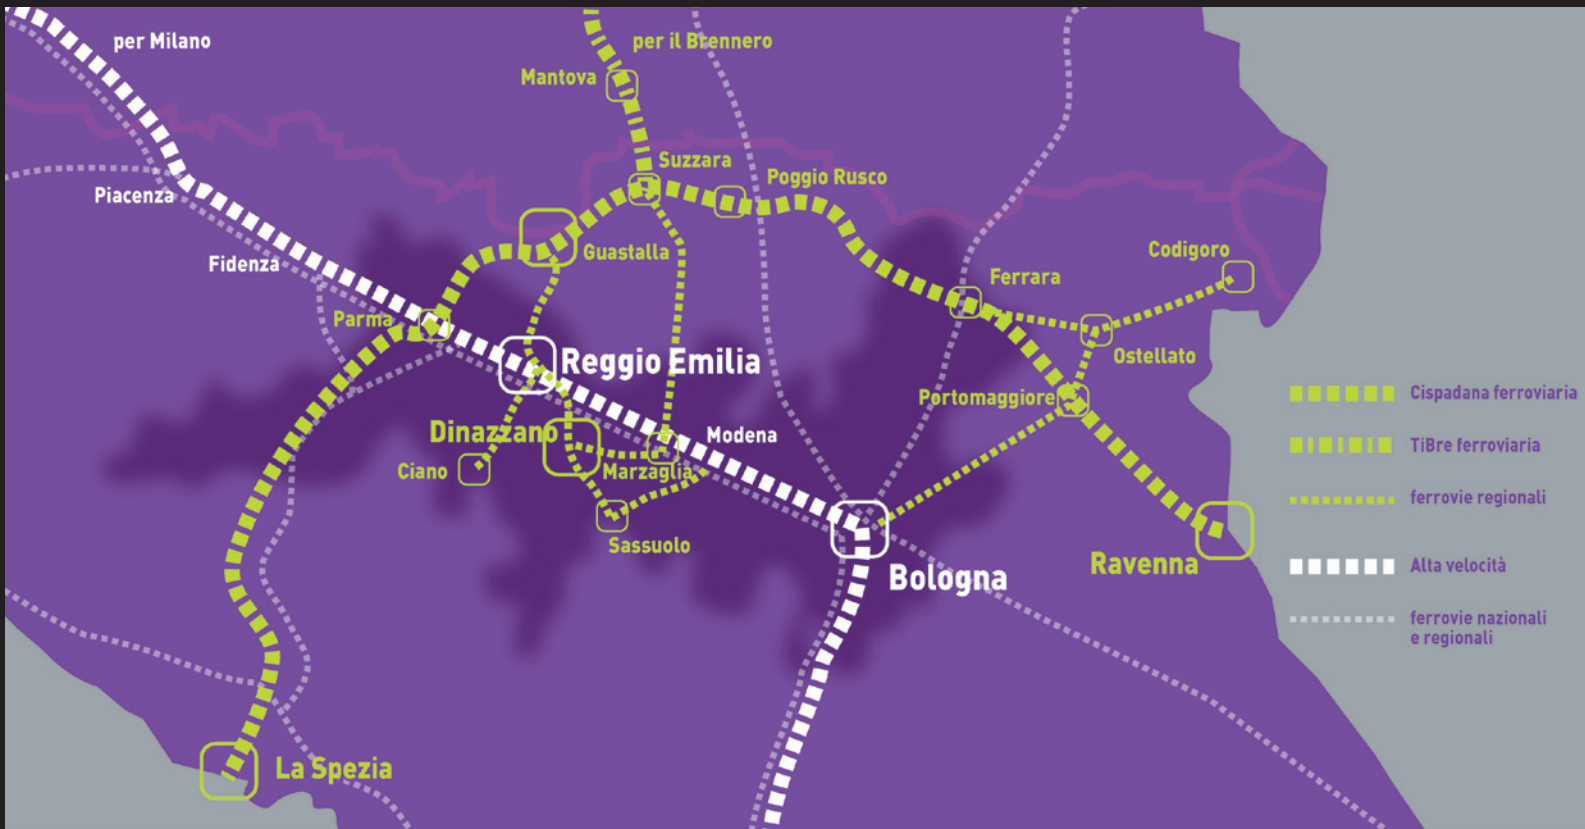 per Milano
per il Brennero
Mantova
Suzzara
Poggio Rusco
Piacenza
Codigoro
Guastalla
Fidenza
Ferrara
Parma
Ostellato
Reggio Emilia
Portomaggiore
Cispadana ferroviaria
Dinazzano
Modena
TiBre ferroviaria
Ciano
Marzaglia
ferrovie regionali
Sassuolo
Ravenna
Alta velocità
Bologna
ferrovie nazionali
e regionali
La Spezia